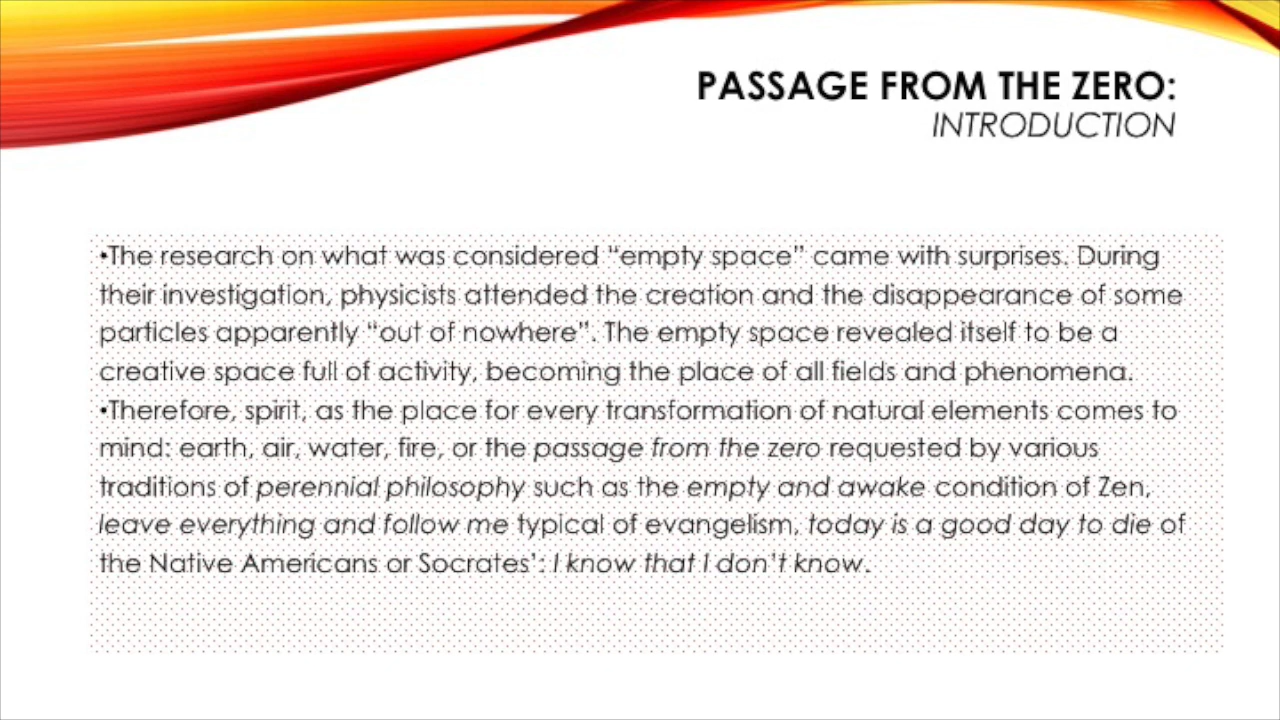 PASSAGE FROM THE ZERO:
INTRODUCTION
•The research on what was considered “empty space” came with surprises. During
their investigation, physicists attended the creation and the disappearance of some
particles apparently “out of nowhere”. The empty space revealed itself to be a
creative space full of activity, becoming the place of all fields and phenomena.
•Therefore, spirit, as the place for every transformation of natural elements comes to
mind: earth, air, water, fire, or the passage from the zero requested by various
traditions of perennial philosophy such as the empty and awake condition of Zen,
leave everything and follow me typical of evangelism, today is a good day to die of
the Native Americans or Socrates’: I know that I don’t know.